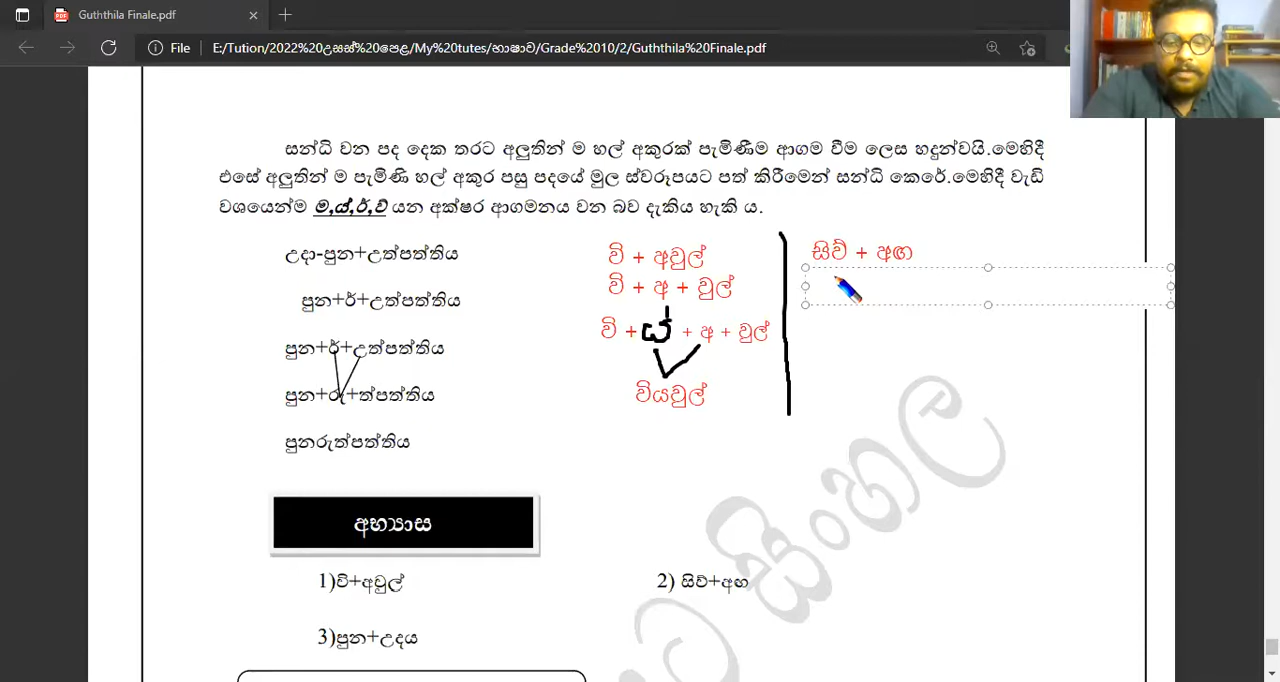 Guththila Finale.pdf
File E:/Tution/2022%20උසස්%20පෙළ/My%20tutes/භාෂාව/Grade%2010/2/Guththila%20Finale.pdf
සන්ධි වන පද දෙක තරට අලුතින් ම හල් අකුරක් පැමිණීම ආගම වීම ලෙස හඳුන්වයි.මෙහිදී
එසේ අලුතින් ම පැමිණි හල් අකුර පසු පදයේ මුල ස්වරූපයට පත් කිරීමෙන් සන්ධි කෙරේ.මෙහිදී වැඩි
වශයෙන්ම ම,ය්,ර්,ව් යන අක්ෂර ආගමනය වන බව දැකිය හැකි ය.
උදා-පුන+උත්පත්තිය
පුන+ර්+උත්පත්තිය
පුන+ර්+උත්පත්තිය
පුන+රු+ත්පත්තිය
පුනරුත්පත්තිය
වි + අවුල්
වි + අ + වුල්
වි + ය් + අ + වුල්
වියවුල්
සිව් + අඟ
අභ්‍යාස
1)වි+අවුල්
2) සිව්+අඟ
3)පුන+උදය
සිංහල